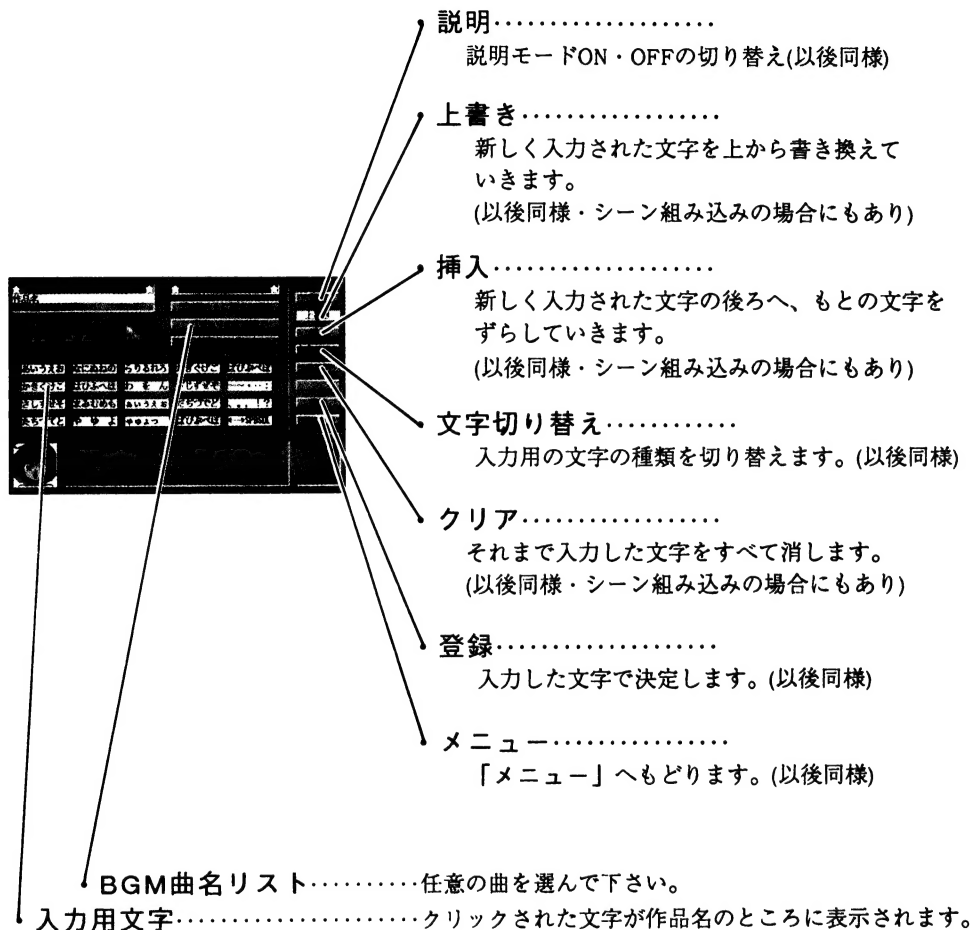 説明‥‥‥‥‥‥‥‥‥‥
説明モードON・OFFの切り替え(以後同様)
上書き‥‥‥‥‥‥‥‥‥
新しく入力された文字を上から書き換えて
いきます。
(以後同様・シーン組み込みの場合にもあり)
挿入‥‥‥‥‥‥‥‥‥‥
新しく入力された文字の後ろへ、もとの文字を
ずらしていきます。
(以後同様・シーン組み込みの場合にもあり)
文字切り替え‥‥‥‥‥‥
入力用の文字の種類を切り替えます。(以後同様)
クリア‥‥‥‥‥‥‥‥‥
それまで入力した文字をすべて消します。
(以後同様・シーン組み込みの場合にもあり)
登録‥‥‥‥‥‥‥‥‥‥
入力した文字で決定します。(以後同様)
メニュー‥‥‥‥‥‥‥‥
「メニュー」へもどります。(以後同様)
作品名
BGM曲名リスト‥‥‥‥‥任意の曲を選んで下さい。
入力用文字‥‥‥‥‥‥‥‥‥‥‥クリックされた文字が作品名のところに表示されます。